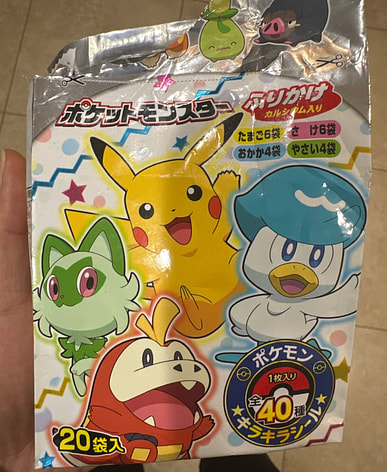 ポケットモンスター
ふりかけ
カルシウム入り
たまご6袋 さけ6袋
おかか4袋 やさい4袋
ポケモン
1枚入り
全40種
キラキラシール
20袋入